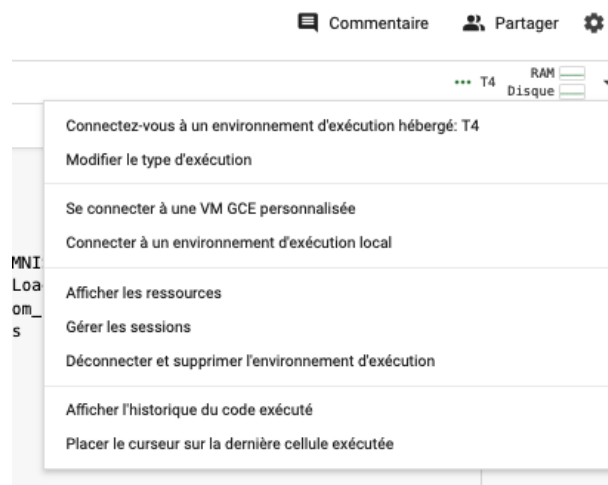 Commentaire Partager
T4 RAM
Disque
Connectez-vous à un environnement d'exécution hébergé: T4
Modifier le type d'exécution
Se connecter à une VM GCE personnalisée
Connecter à un environnement d'exécution local
MNI
Loa
om_
s
Afficher les ressources
Gérer les sessions
Déconnecter et supprimer l'environnement d'exécution
Afficher l'historique du code exécuté
Placer le curseur sur la dernière cellule exécutée